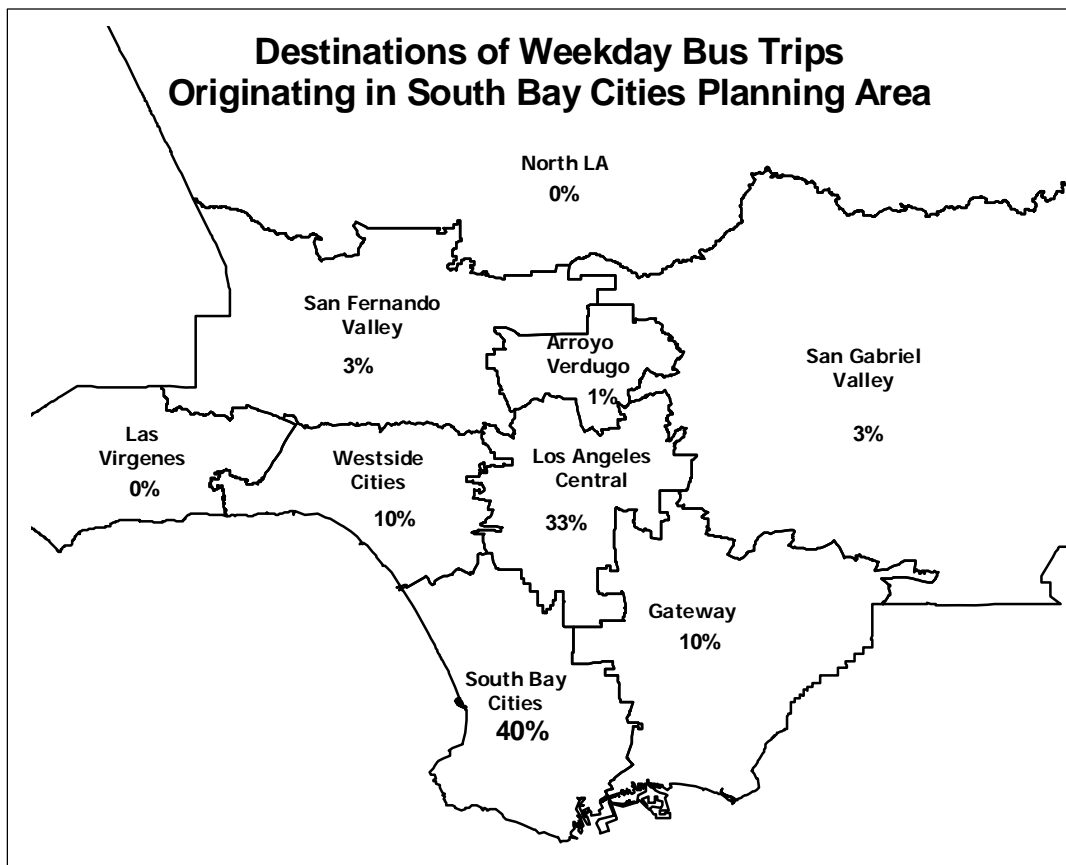 Destinations of Weekday Bus Trips
Originating in South Bay Cities Planning Area
North LA
0%
San Fernando
Valley
3%
Arroyo
Verdugo
1%
San Gabriel
Valley
3%
Las
Virgenes
0%
Westside
Cities
10%
Los Angeles
Central
33%
Gateway
10%
South Bay
Cities
40%